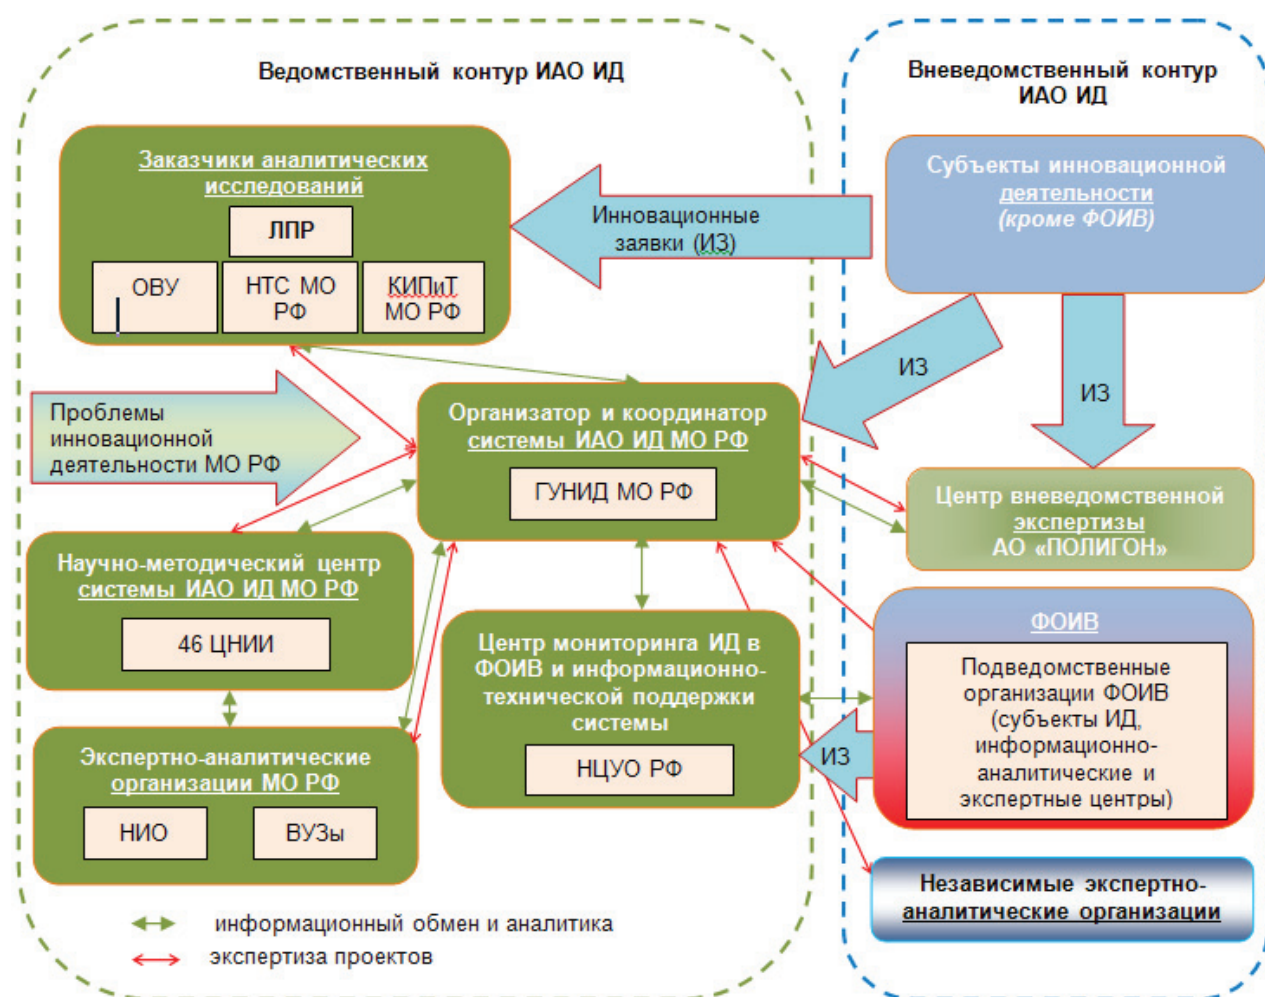 Ведомственный контур ИАО ИД
Вневедомственный контур
ИАО ИД
Заказчики аналитических
исследований
ЛПР
ОВУ
НТС МО
РФ
КИПиТ
МО РФ
Инновационные
заявки (ИЗ)
Субъекты инновационной
деятельности
(кроме ФОИВ)
ИЗ
ИЗ
Проблемы
инновационной
деятельности МО РФ
Организатор и координатор
системы ИАО ИД МО РФ
ГУНИД МО РФ
Центр вневедомственной
экспертизы
АО «ПОЛИГОН»
Научно-методический центр
системы ИАО ИД МО РФ
46 ЦНИИ
Центр мониторинга ИД в
ФОИВ и информационно-
технической поддержки
системы
НЦУО РФ
ИЗ
ФОИВ
Подведомственные
организации ФОИВ
(субъекты ИД,
информационно-
аналитические и
экспертные центры)
Экспертно-аналитические
организации МО РФ
НИО
ВУЗы
Независимые экспертно-
аналитические организации
информационный обмен и аналитика
экспертиза проектов